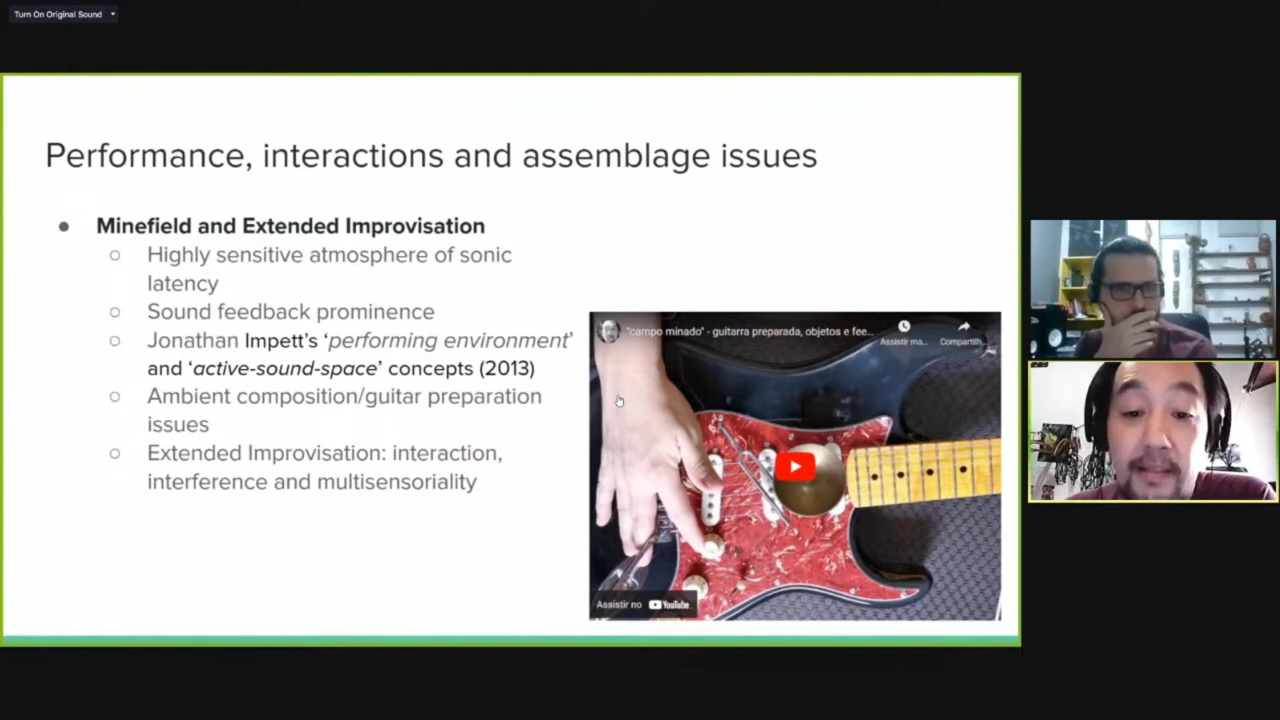 Turn On Original Sound
Performance, interactions and assemblage issues
Minefield and Extended Improvisation
Highly sensitive atmosphere of sonic
latency
Sound feedback prominence
Jonathan Impett's 'performing environment'
and 'active-sound-space' concepts (2013)
Ambient composition/guitar preparation
issues
Extended Improvisation: interaction,
interference and multisensoriality
"campo minado" - guitarra preparada, objetos e fee...
Assistir ma...
Compartilh...
Assistir no YouTube